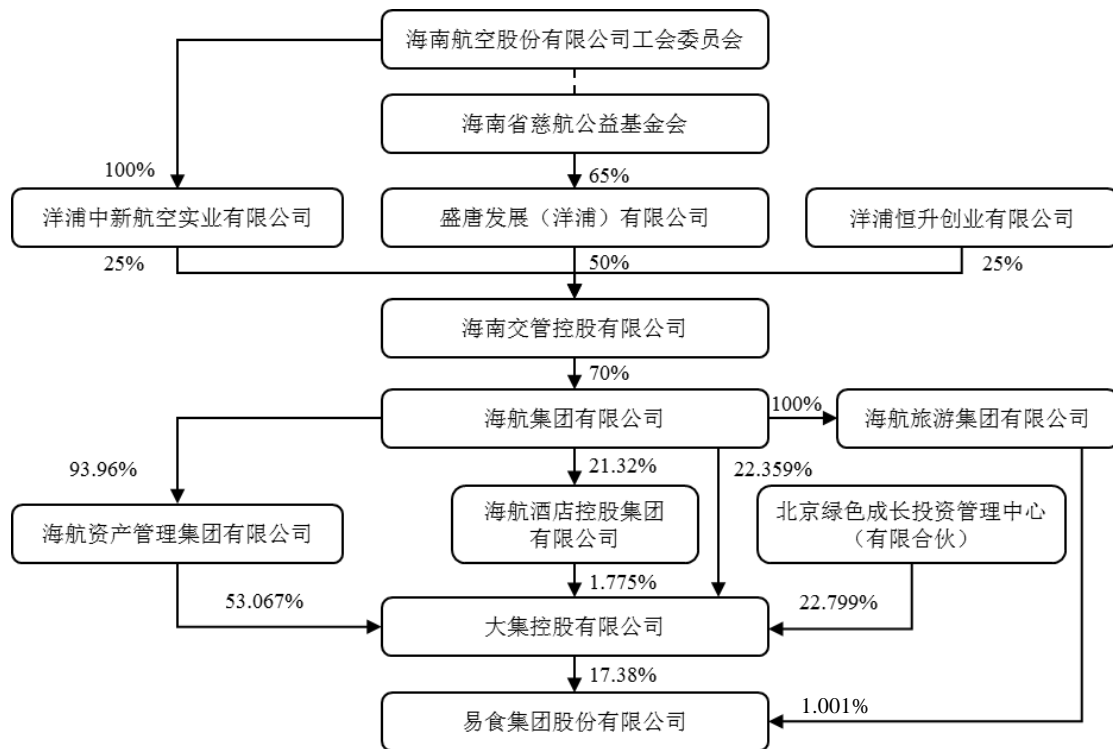 海南航空股份有限公司工会委员会
海南省慈航公益基金会
100%
65%
洋浦中新航空实业有限公司
盛唐发展（洋浦）有限公司
洋浦恒升创业有限公司
25%
50%
25%
海南交管控股有限公司
70%
海航集团有限公司
100%
海航旅游集团有限公司
93.96%
21.32%
22.359%
海航资产管理集团有限公司
海航酒店控股集团
有限公司
北京绿色成长投资管理中心
（有限合伙）
53.067%
1.775%
22.799%
大集控股有限公司
17.38%
易食集团股份有限公司
1.001%